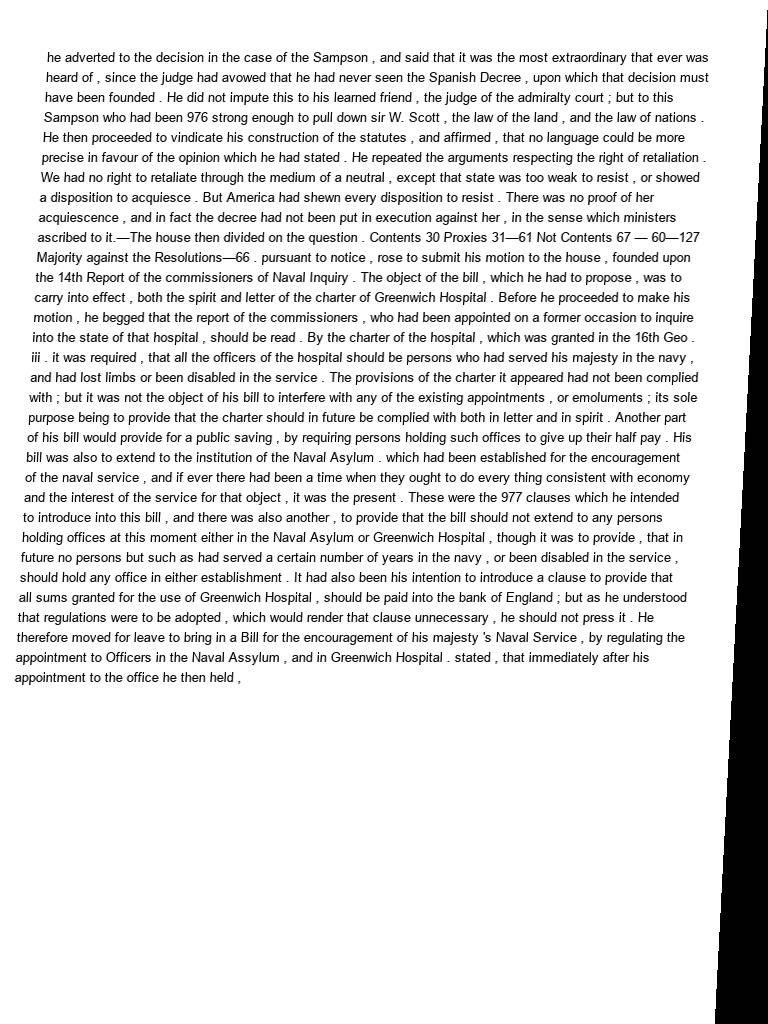 he adverted to the decision in the case of the Sampson , and said that it was the most extraordinary that ever was
heard of , since the judge had avowed that he had never seen the Spanish Decree , upon which that decision must
have been founded . He did not impute this to his learned friend , the judge of the admiralty court ; but to this
Sampson who had been 976 strong enough to pull down sir W. Scott , the law of the land , and the law of nations .
He then proceeded to vindicate his construction of the statutes , and affirmed , that no language could be more
precise in favour of the opinion which he had stated . He repeated the arguments respecting the right of retaliation .
We had no right to retaliate through the medium of a neutral , except that state was too weak to resist , or showed
a disposition to acquiesce . But America had shewn every disposition to resist . There was no proof of her
acquiescence , and in fact the decree had not been put in execution against her , in the sense which ministers
ascribed to it.—The house then divided on the question . Contents 30 Proxies 31—61 Not Contents 67 — 60—127
Majority against the Resolutions—66 . pursuant to notice , rose to submit his motion to the house , founded upon
the 14th Report of the commissioners of Naval Inquiry . The object of the bill , which he had to propose , was to
carry into effect , both the spirit and letter of the charter of Greenwich Hospital . Before he proceeded to make his
motion , he begged that the report of the commissioners , who had been appointed on a former occasion to inquire
into the state of that hospital , should be read . By the charter of the hospital , which was granted in the 16th Geo .
iii . it was required , that all the officers of the hospital should be persons who had served his majesty in the navy ,
and had lost limbs or been disabled in the service . The provisions of the charter it appeared had not been complied
with ; but it was not the object of his bill to interfere with any of the existing appointments , or emoluments ; its sole
purpose being to provide that the charter should in future be complied with both in letter and in spirit . Another part
of his bill would provide for a public saving , by requiring persons holding such offices to give up their half pay . His
bill was also to extend to the institution of the Naval Asylum . which had been established for the encouragement
of the naval service , and if ever there had been a time when they ought to do every thing consistent with economy
and the interest of the service for that object , it was the present . These were the 977 clauses which he intended
to introduce into this bill , and there was also another , to provide that the bill should not extend to any persons
holding offices at this moment either in the Naval Asylum or Greenwich Hospital , though it was to provide , that in
future no persons but such as had served a certain number of years in the navy , or been disabled in the service ,
should hold any office in either establishment . It had also been his intention to introduce a clause to provide that
all sums granted for the use of Greenwich Hospital , should be paid into the bank of England ; but as he understood
that regulations were to be adopted , which would render that clause unnecessary , he should not press it . He
therefore moved for leave to bring in a Bill for the encouragement of his majesty 's Naval Service , by regulating the
appointment to Officers in the Naval Assylum , and in Greenwich Hospital . stated , that immediately after his
appointment to the office he then held ,